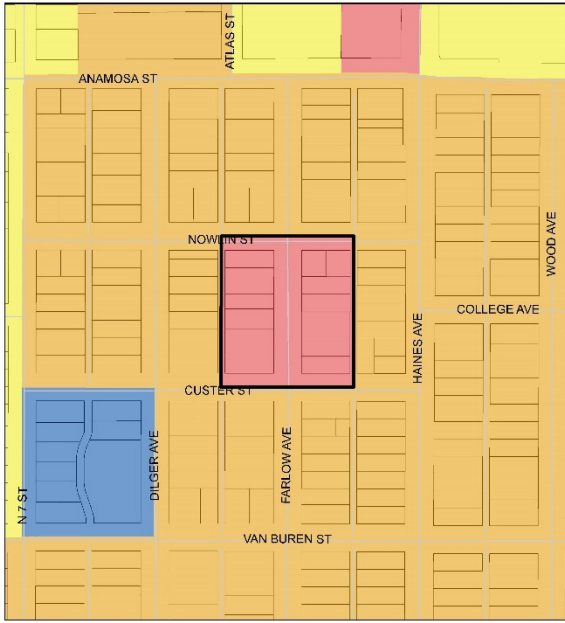 ATLAS ST
ANAMOSA ST
NOWLIN ST
WOOD AVE
COLLEGE AVE
HAINES AVE
CUSTER ST
DILGER AVE
FARLOW AVE
N 7 ST
VAN BUREN ST